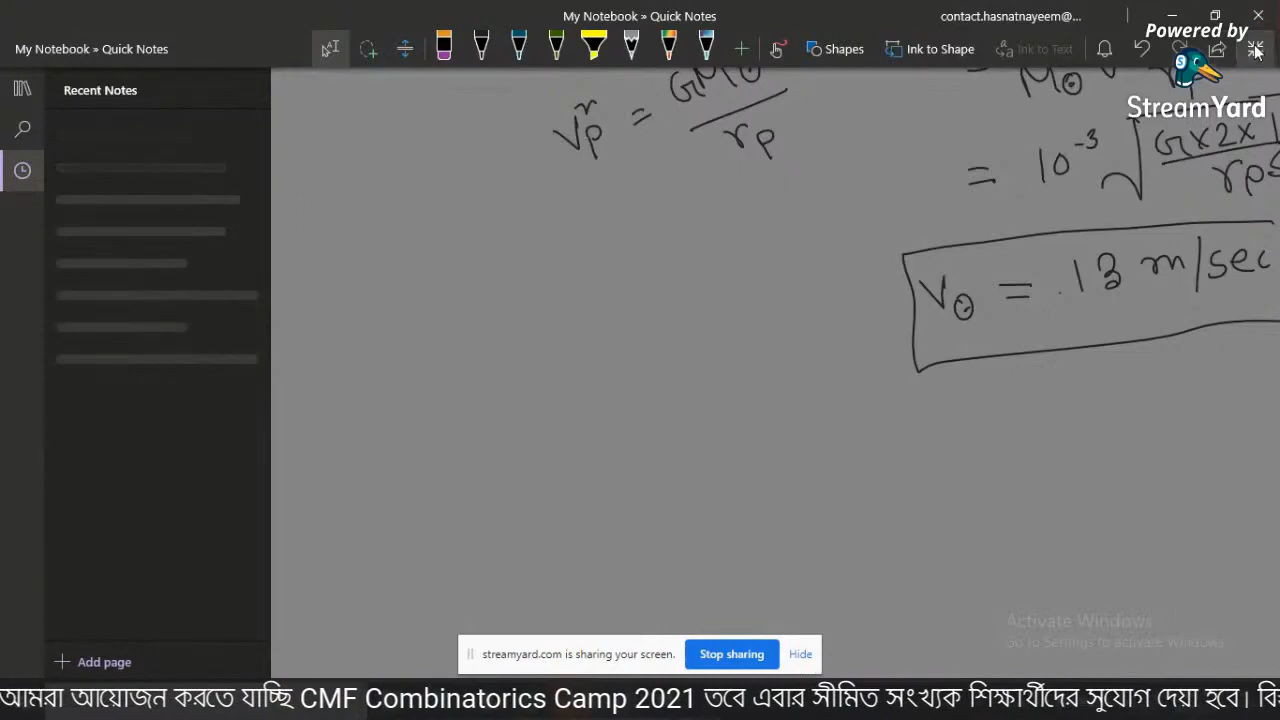 My Notebook » Quick Notes
contact.hasnatnayeem@...
Powered by
StreamYard
My Notebook » Quick Notes
Shapes
Ink to Shape
Ink to Text
Recent Notes
Vp² = GM⊙ / rp
= M⊙
= 10⁻³ √ G×2×1 / rp
V⊙ = .13 m/sec
Activate Windows
Go to Settings to activate Windows.
streamyard.com is sharing your screen.
Stop sharing
Hide
Add page
আমরা আয়োজন করতে যাচ্ছি CMF Combinatorics Camp 2021 তবে এবার সীমিত সংখ্যক শিক্ষার্থীদের সুযোগ দেয়া হবে।